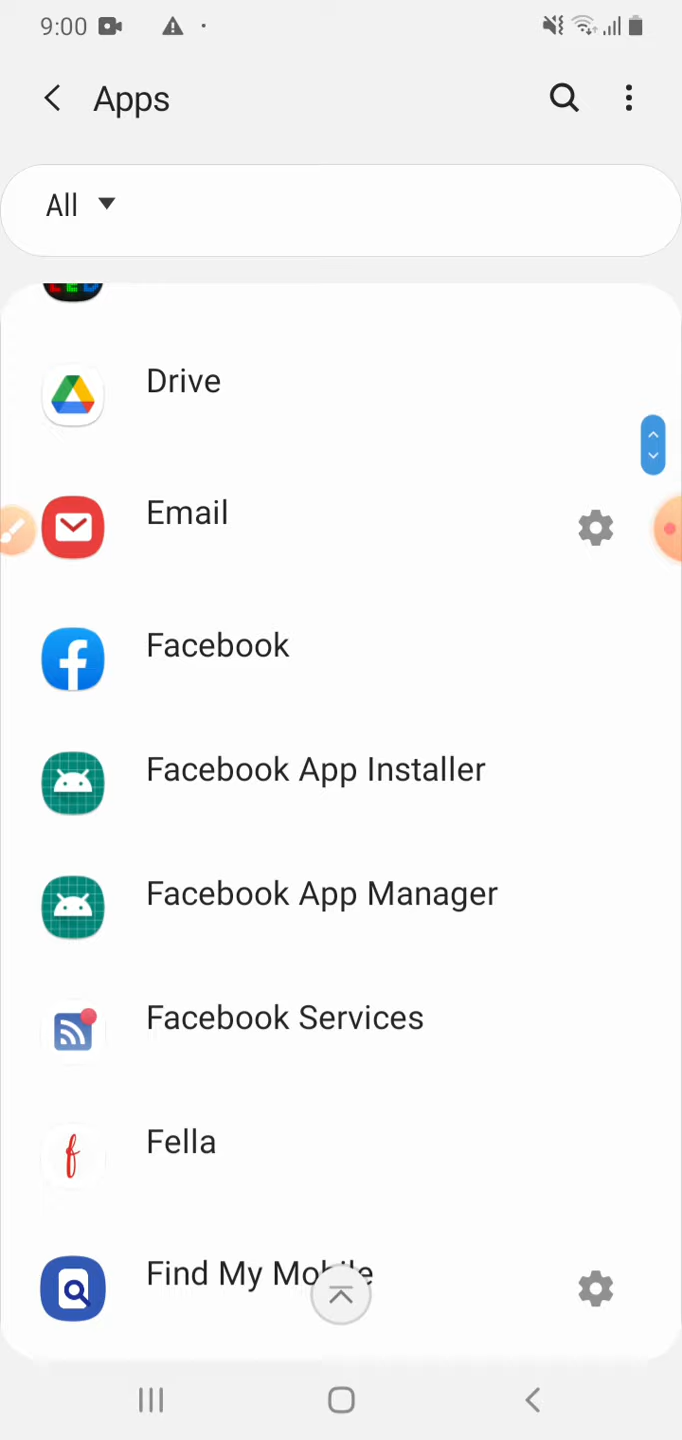 9:00
Apps
All
Drive
Email
Facebook
Facebook App Installer
Facebook App Manager
Facebook Services
Fella
Find My Mobile